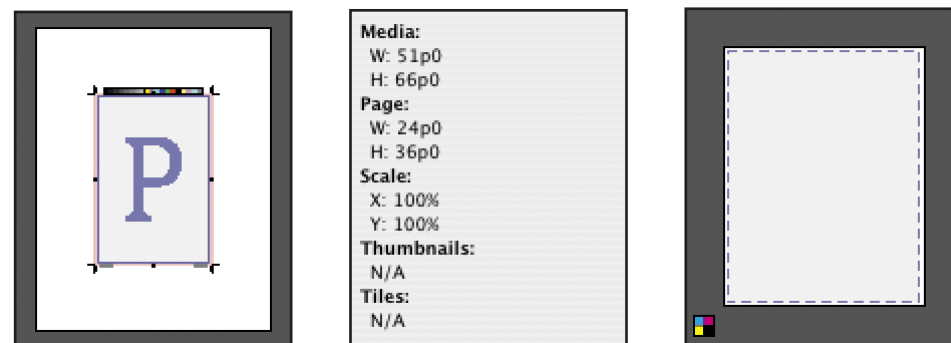 P
Media:
W: 51p0
H: 66p0
Page:
W: 24p0
H: 36p0
Scale:
X: 100%
Y: 100%
Thumbnails:
N/A
Tiles:
N/A